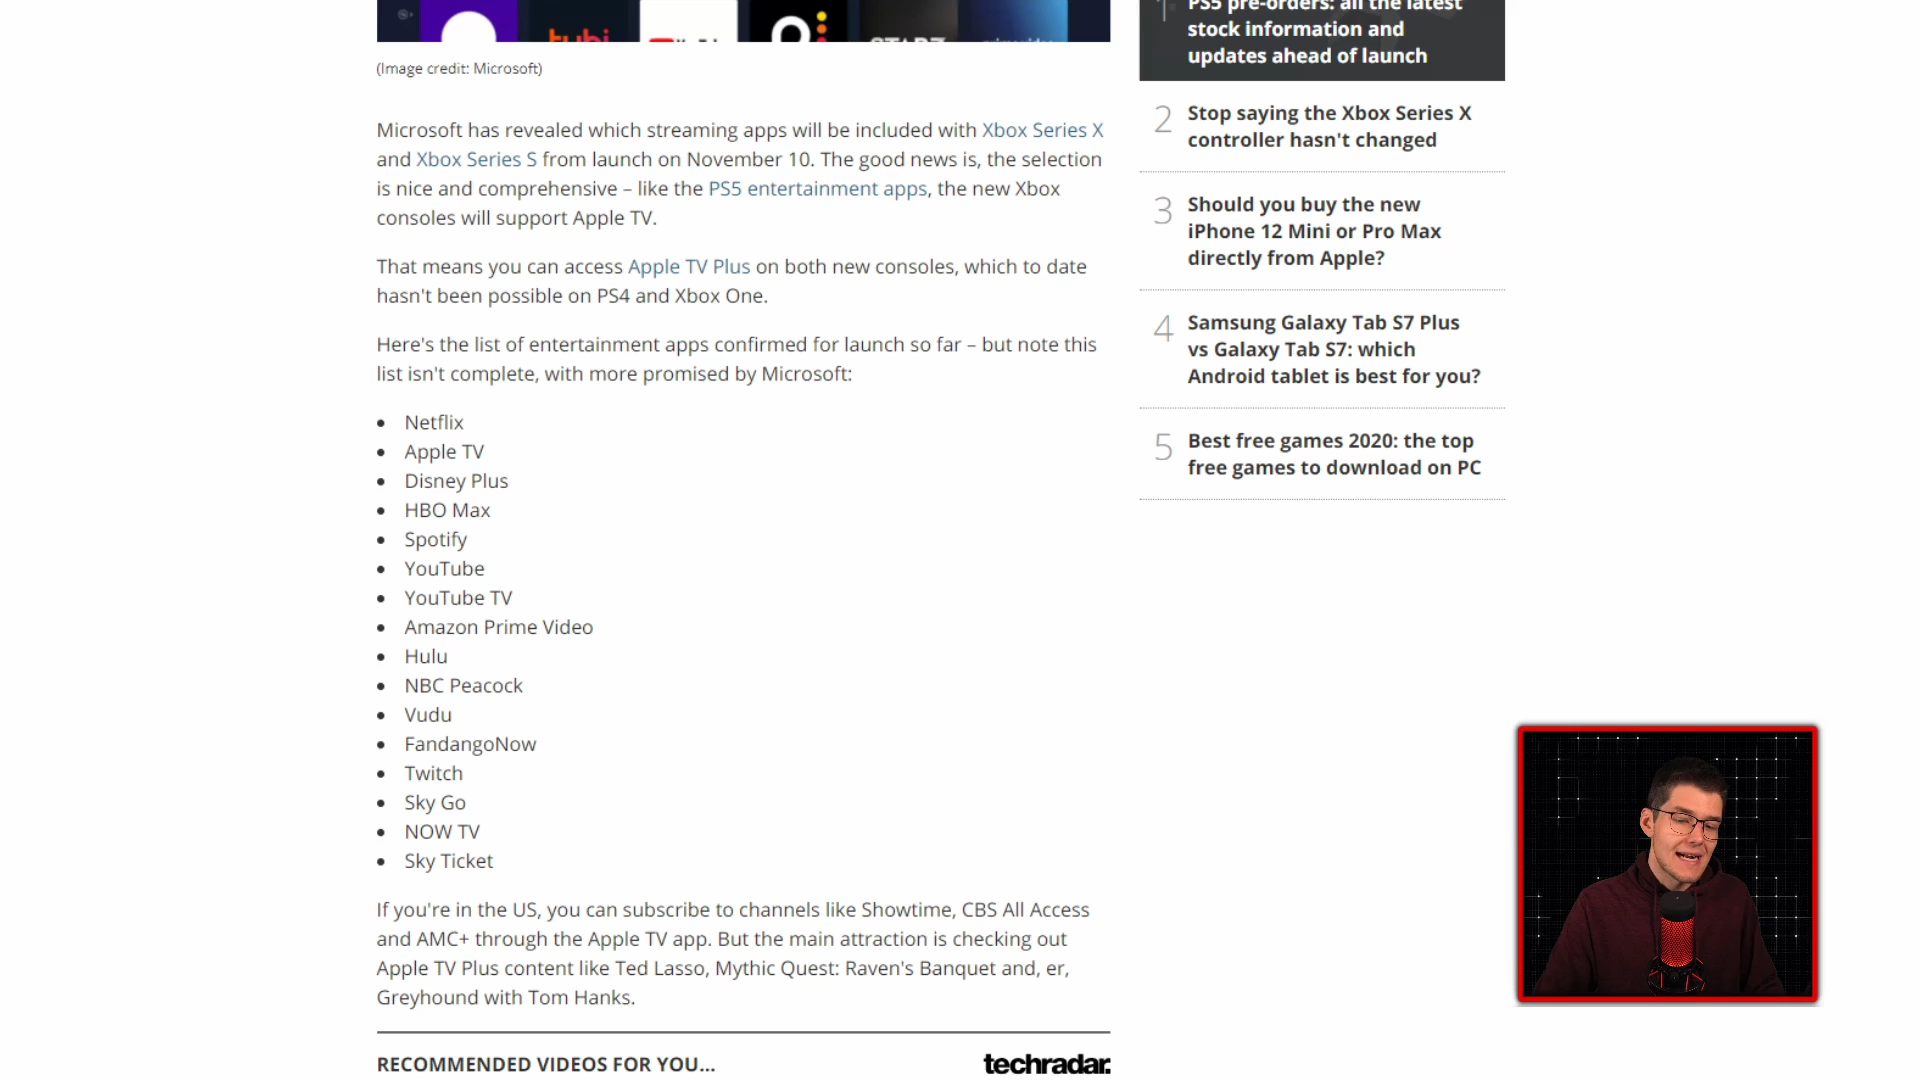 tubi
STARZ
(Image credit: Microsoft)
Microsoft has revealed which streaming apps will be included with Xbox Series X
and Xbox Series S from launch on November 10. The good news is, the selection
is nice and comprehensive – like the PS5 entertainment apps, the new Xbox
consoles will support Apple TV.
That means you can access Apple TV Plus on both new consoles, which to date
hasn't been possible on PS4 and Xbox One.
Here's the list of entertainment apps confirmed for launch so far – but note this
list isn't complete, with more promised by Microsoft:
Netflix
Apple TV
Disney Plus
HBO Max
Spotify
YouTube
YouTube TV
Amazon Prime Video
Hulu
NBC Peacock
Vudu
FandangoNow
Twitch
Sky Go
NOW TV
Sky Ticket
If you're in the US, you can subscribe to channels like Showtime, CBS All Access
and AMC+ through the Apple TV app. But the main attraction is checking out
Apple TV Plus content like Ted Lasso, Mythic Quest: Raven's Banquet and, er,
Greyhound with Tom Hanks.
RECOMMENDED VIDEOS FOR YOU...
techradar.
1 PS5 pre-orders: all the latest
stock information and
updates ahead of launch
2 Stop saying the Xbox Series X
controller hasn't changed
3 Should you buy the new
iPhone 12 Mini or Pro Max
directly from Apple?
4 Samsung Galaxy Tab S7 Plus
vs Galaxy Tab S7: which
Android tablet is best for you?
5 Best free games 2020: the top
free games to download on PC